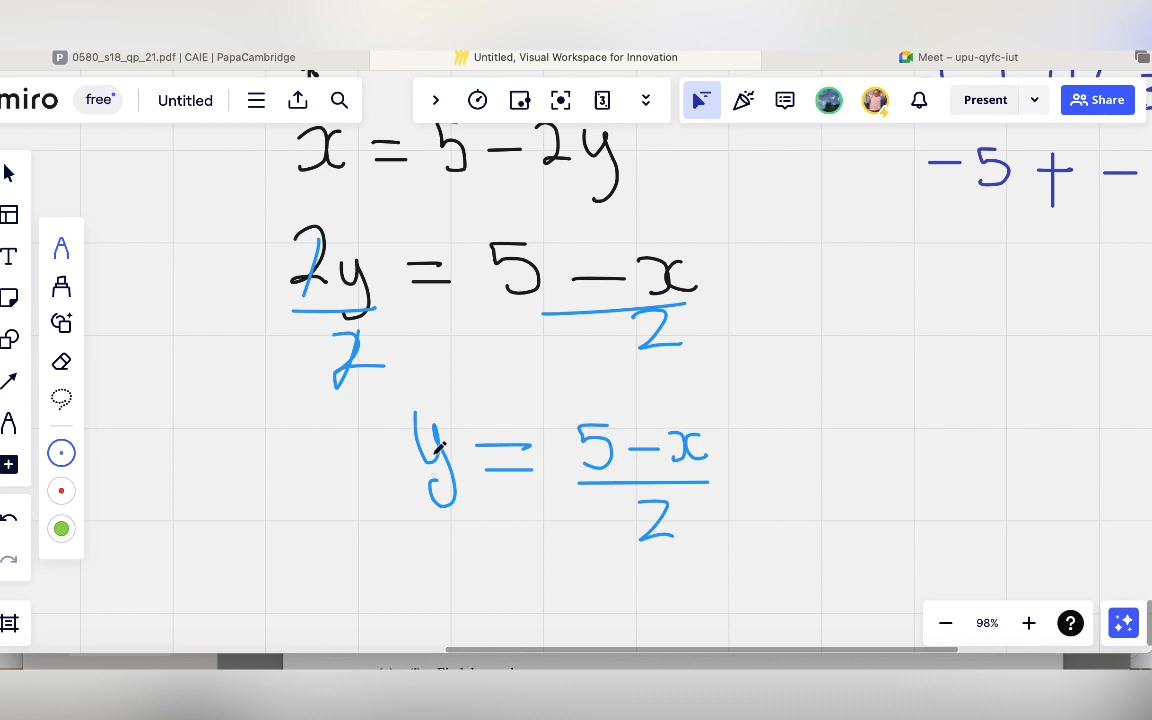 0580_s18_qp_21.pdf | CAIE | PapaCambridge
Untitled, Visual Workspace for Innovation
Meet – upu-qyfc-iut
miro free Untitled
Present
Share
x = 5 - 2y
- 5 + -
2y = 5 - x
2 2
y = 5 - x
2
98%